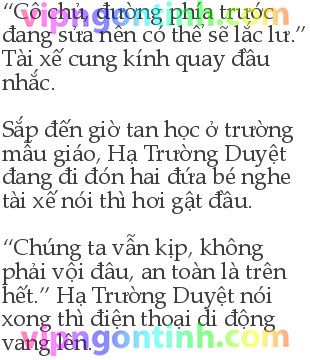 “Cô chủ, đường phía trước
đang sửa nên có thể sẽ lắc lư.”
Tài xế cung kính quay đầu
nhắc.
Sắp đến giờ tan học ở trường
mẫu giáo, Hạ Trường Duyệt
đang đi đón hai đứa bé nghe
tài xế nói thì hơi gật đầu.
“Chúng ta vẫn kịp, không
phải vội đâu, an toàn là trên
hết.” Hạ Trường Duyệt nói
xong thì điện thoại di động
vang lên.
vipngontinh.com
vipngontinh.com